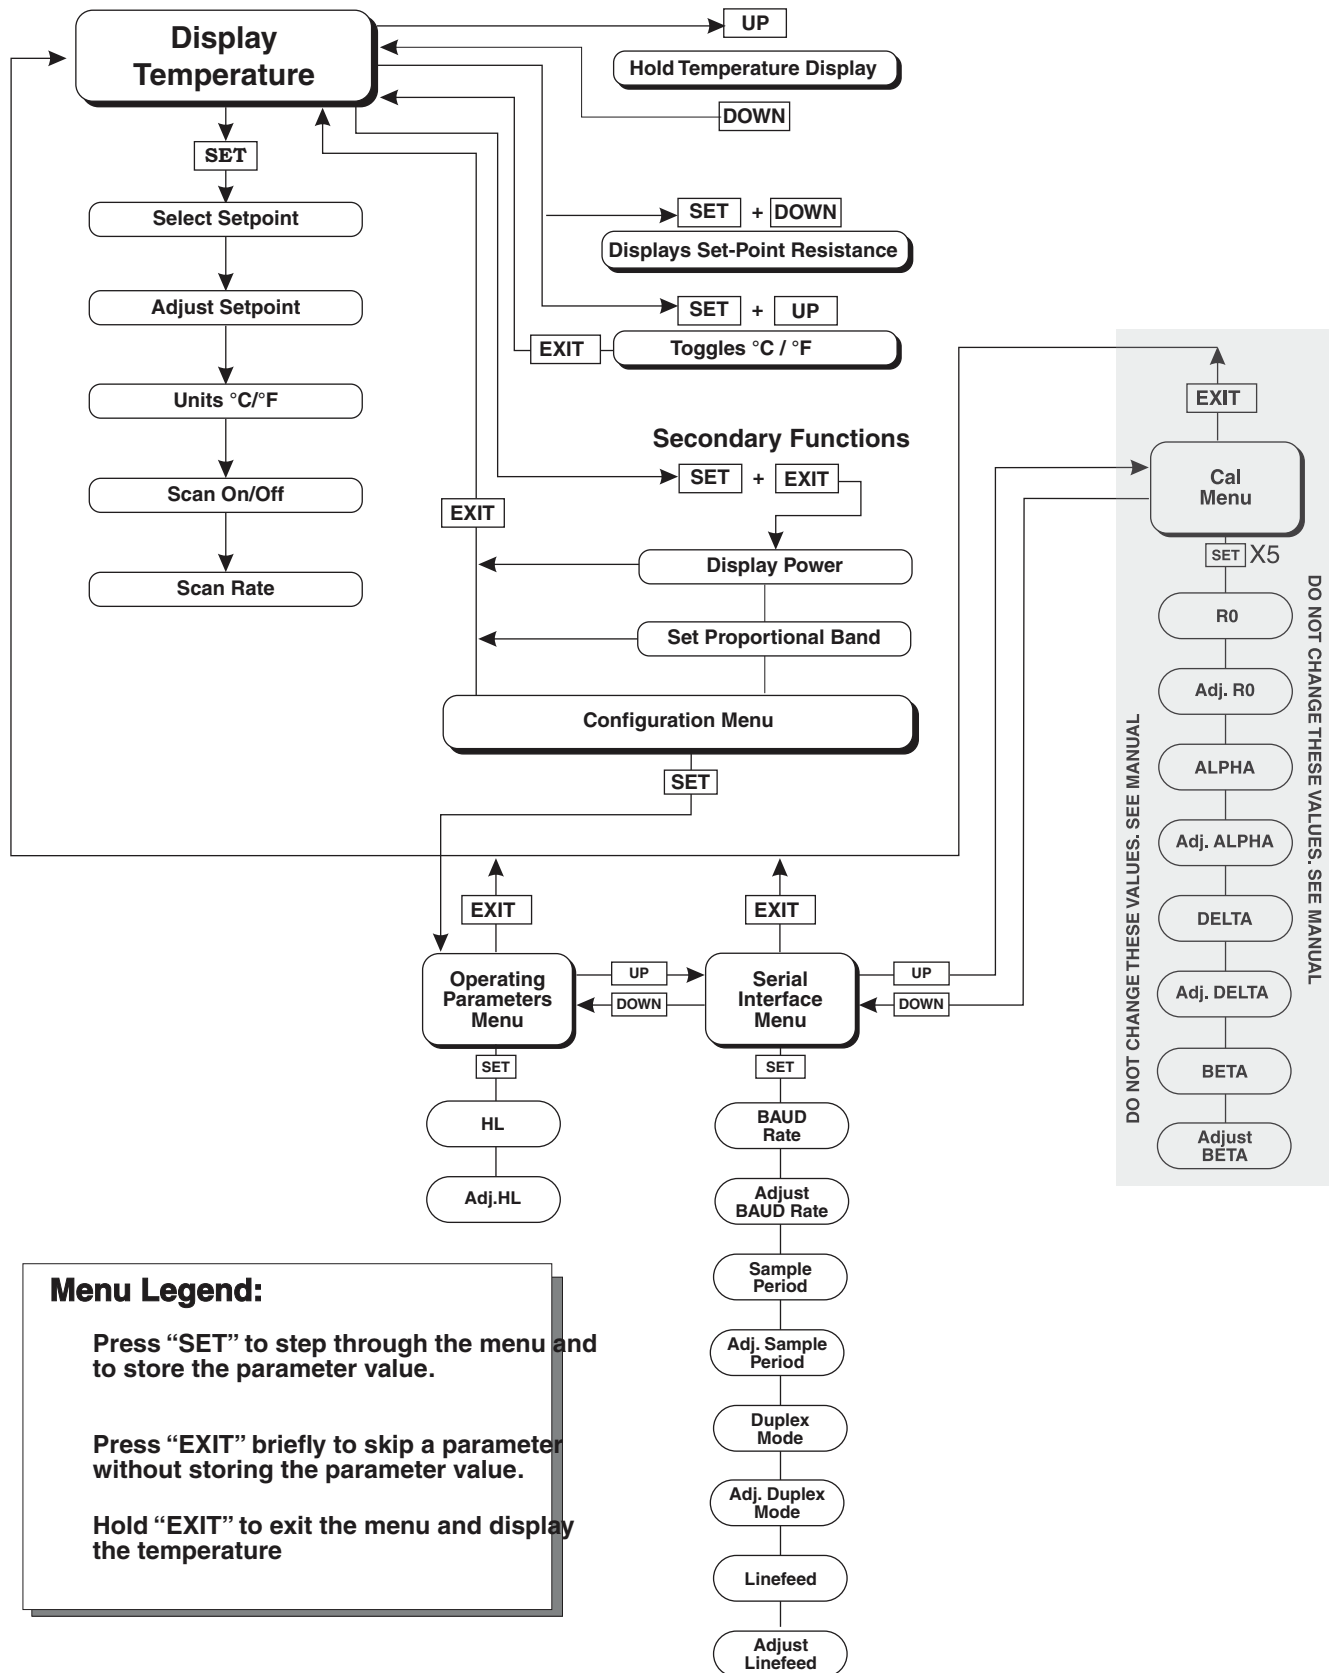 Display
Temperature
UP
Hold Temperature Display
DOWN
SET
Select Setpoint
Adjust Setpoint
Units °C/°F
Scan On/Off
Scan Rate
SET + DOWN
Displays Set-Point Resistance
SET + UP
EXIT
Toggles °C / °F
Secondary Functions
SET + EXIT
EXIT
Display Power
Set Proportional Band
Configuration Menu
SET
EXIT
Cal
Menu
SET X5
R0
Adj. R0
ALPHA
Adj. ALPHA
DELTA
Adj. DELTA
BETA
Adjust
BETA
DO NOT CHANGE THESE VALUES. SEE MANUAL
DO NOT CHANGE THESE VALUES. SEE MANUAL
EXIT
EXIT
Operating
Parameters
Menu
UP
DOWN
Serial
Interface
Menu
UP
DOWN
SET
HL
Adj.HL
SET
BAUD
Rate
Adjust
BAUD Rate
Sample
Period
Adj. Sample
Period
Duplex
Mode
Adj. Duplex
Mode
Linefeed
Adjust
Linefeed
Menu Legend:
Press “SET” to step through the menu and
to store the parameter value.
Press “EXIT” briefly to skip a parameter
without storing the parameter value.
Hold “EXIT” to exit the menu and display
the temperature